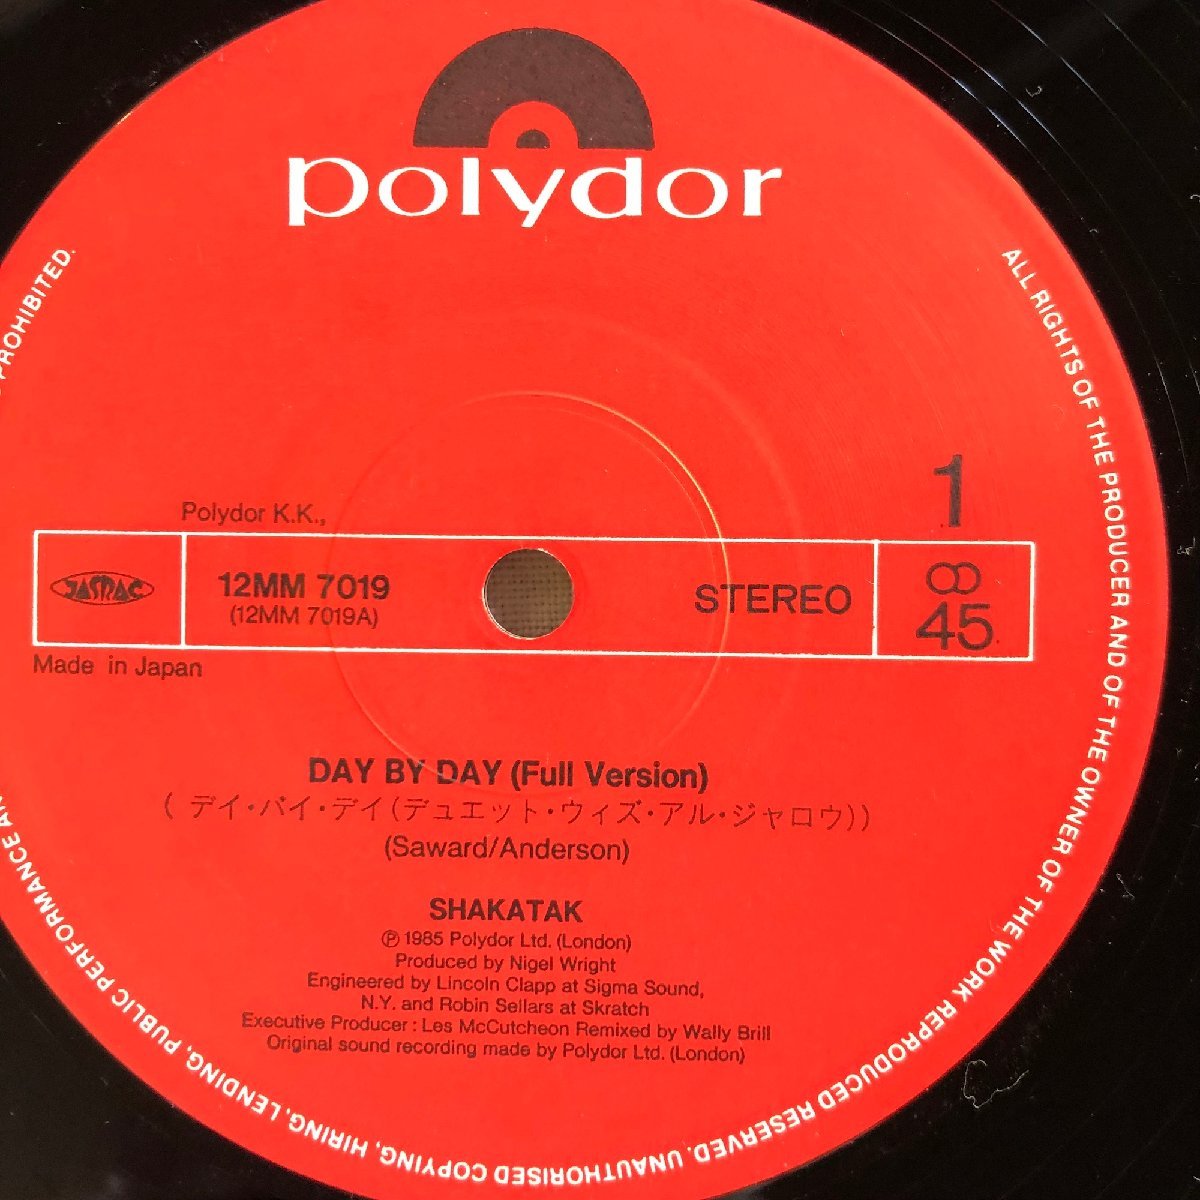 polydor
PROHIBITED.
ALL RIGHTS OF THE PRODUCER AND OF THE OWNER OF THE WORK REPRODUCED RESERVED. UNAUTHORISED COPYING, HIRING, LENDING, PUBLIC PERFORMANCE AN
1
Polydor K.K.,
JASRAC
12MM 7019
(12MM 7019A)
STEREO
45
Made in Japan
DAY BY DAY (Full Version)
( デイ・バイ・デイ(デュエット・ウィズ・アル・ジャロウ))
(Saward/Anderson)
SHAKATAK
Ⓟ 1985 Polydor Ltd. (London)
Produced by Nigel Wright
Engineered by Lincoln Clapp at Sigma Sound,
N.Y. and Robin Sellars at Skratch
Executive Producer : Les McCutcheon Remixed by Wally Brill
Original sound recording made by Polydor Ltd. (London)